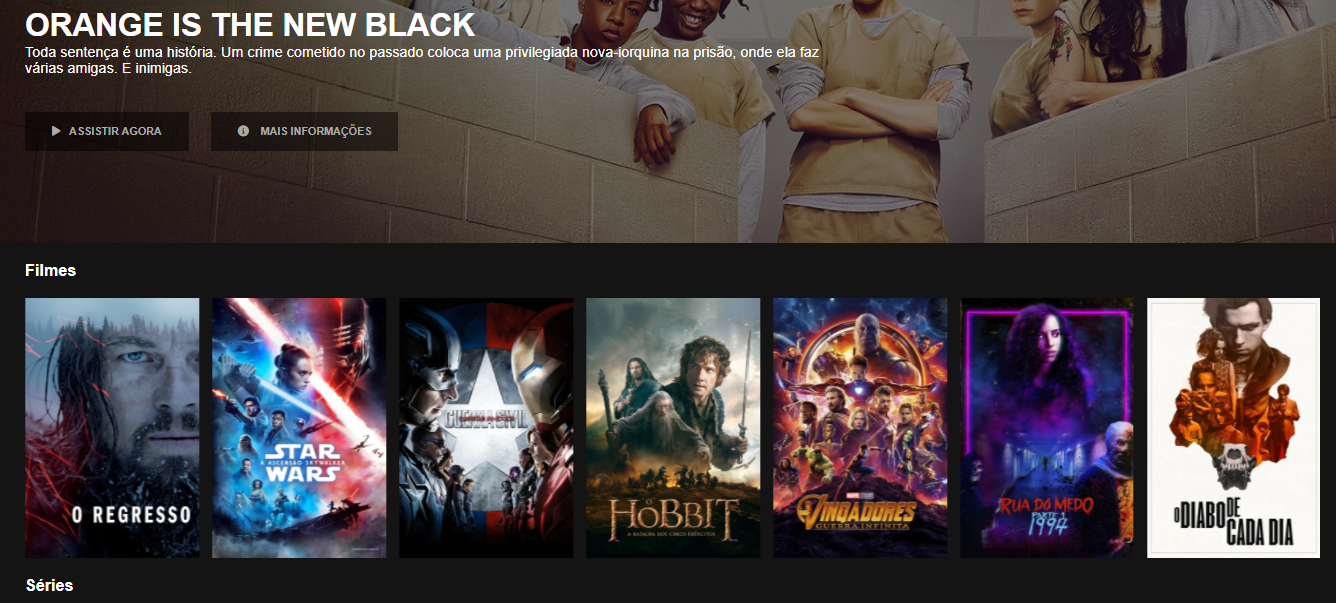 ORANGE IS THE NEW BLACK
Toda sentença é uma história. Um crime cometido no passado coloca uma privilegiada nova-iorquina na prisão, onde ela faz
várias amigas. E inimigas.
ASSISTIR AGORA
MAIS INFORMAÇÕES
Filmes
O REGRESSO
STAR
A ASCENSÃO SKYWALKER
WARS
GUERRA CIVIL
O
HOBBIT
A BATALHA DOS CINCO EXÉRCITOS
MARVEL STUDIOS
VINGADORES
GUERRA INFINITA
RUA DO MEDO
PARTE 1
1994
O DIABO DE
CADA DIA
Séries